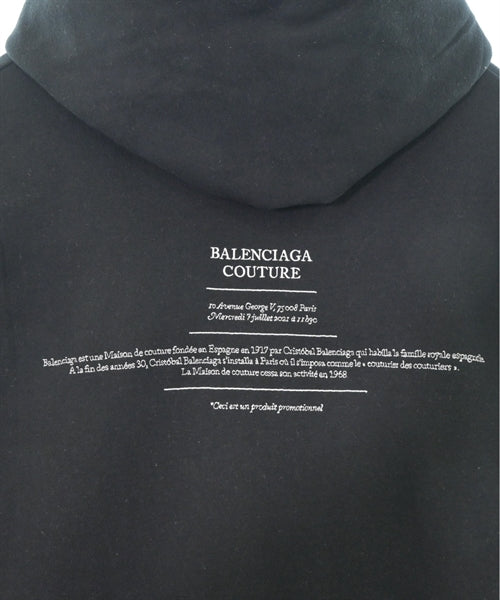 BALENCIAGA
COUTURE
10 Avenue George V, 75008 Paris
Mercredi 7 juillet 2021 à 11h30
Balenciaga est une Maison de couture fondée en Espagne en 1917 par Cristóbal Balenciaga qui habilla la famille royale espagnole.
A la fin des années 30, Cristóbal Balenciaga s'installa à Paris où il s'imposa comme le « couturier des couturiers ».
La Maison de couture cessa son activité en 1968
*Ceci est un produit promotionnel